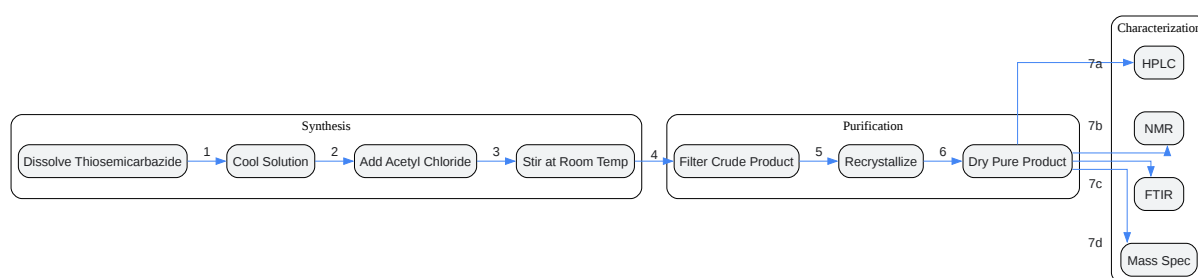 Characterization
7a
HPLC
Synthesis
Purification
7b
NMR
Dissolve Thiosemicarbazide
1
Cool Solution
2
Add Acetyl Chloride
3
Stir at Room Temp
4
Filter Crude Product
5
Recrystallize
6
Dry Pure Product
7c
FTIR
7d
Mass Spec